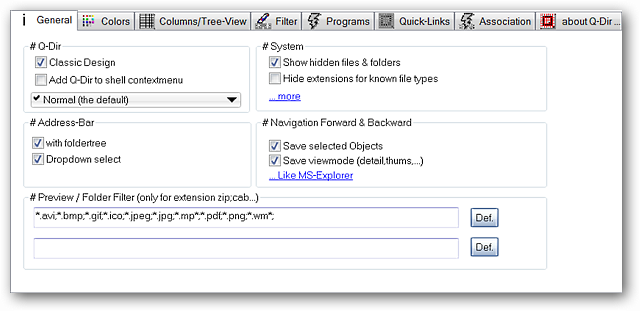 i General Colors Columns/Tree-View Filter Programs Quick-Links Association about Q-Dir ...
# Q-Dir
Classic Design
Add Q-Dir to shell contextmenu
Normal (the default)
# System
Show hidden files & folders
Hide extensions for known file types
... more
# Address-Bar
with foldertree
Dropdown select
# Navigation Forward & Backward
Save selected Objects
Save viewmode (detail,thums,...)
... Like MS-Explorer
# Preview / Folder Filter (only for extension zip;cab...)
*.avi;*.bmp;*.gif;*.ico;*.jpeg;*.jpg;*.mp*;*.pdf;*.png;*.wm*; Def.
Def.